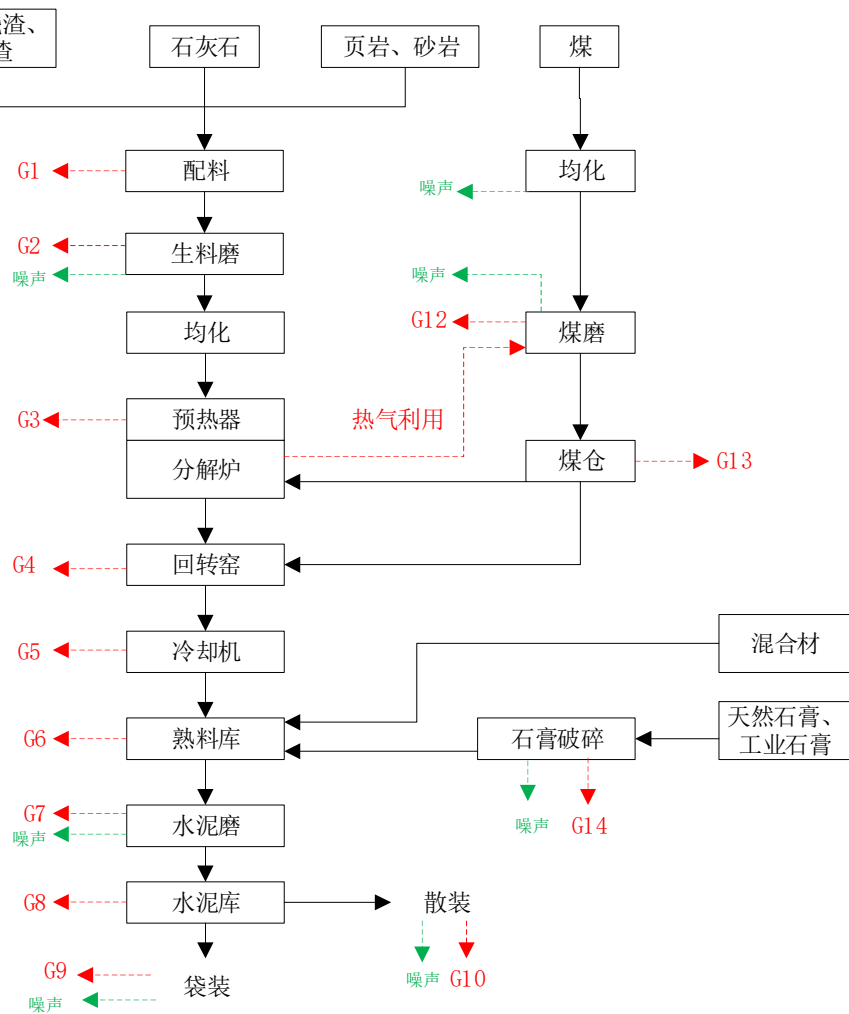 渣、
渣
石灰石
页岩、砂岩
煤
G1
配料
噪声
均化
G2
噪声
生料磨
噪声
G12
煤磨
均化
G3
预热器
热气利用
分解炉
煤仓
G13
G4
回转窑
G5
冷却机
混合材
G6
熟料库
石膏破碎
天然石膏、
工业石膏
G7
噪声
水泥磨
噪声
G14
G8
水泥库
散装
G9
噪声
袋装
噪声
G10